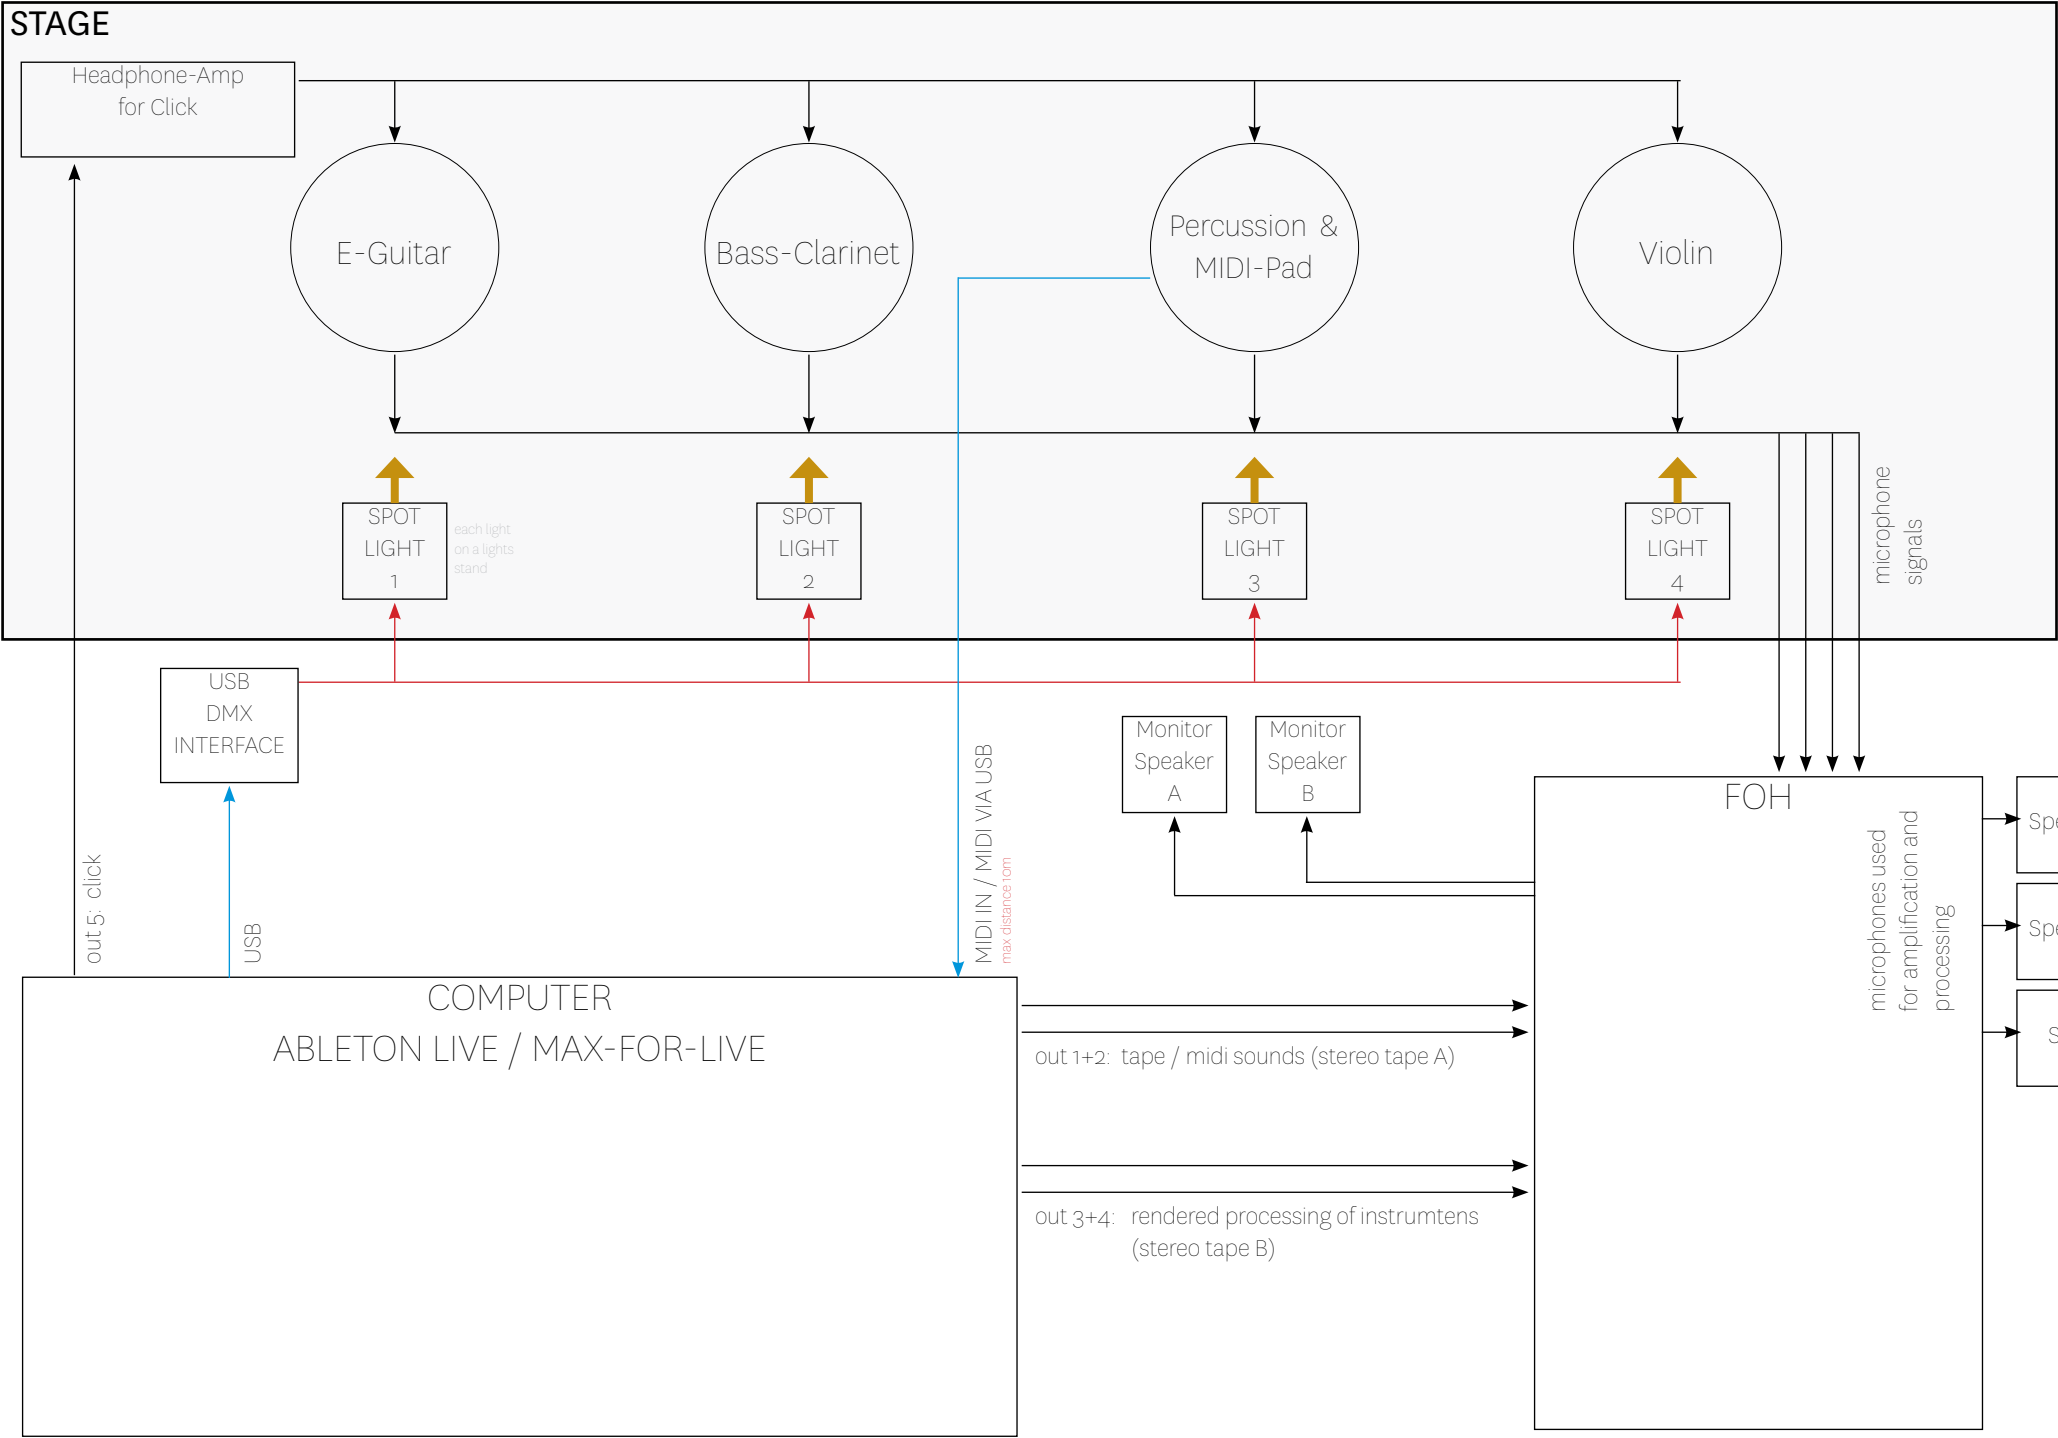 STAGE
Headphone-Amp
for Click
E-Guitar
Bass-Clarinet
Percussion &
MIDI-Pad
Violin
SPOT
LIGHT
1
each light
on a lights
stand
SPOT
LIGHT
2
SPOT
LIGHT
3
SPOT
LIGHT
4
microphone
signals
USB
DMX
INTERFACE
Monitor
Speaker
A
Monitor
Speaker
B
out 5: click
USB
MIDI IN / MIDI VIA USB
max distance 10m
FOH
microphones used
for amplification and
processing
COMPUTER
ABLETON LIVE / MAX-FOR-LIVE
out 1+2: tape / midi sounds (stereo tape A)
out 3+4: rendered processing of instrumtens
(stereo tape B)